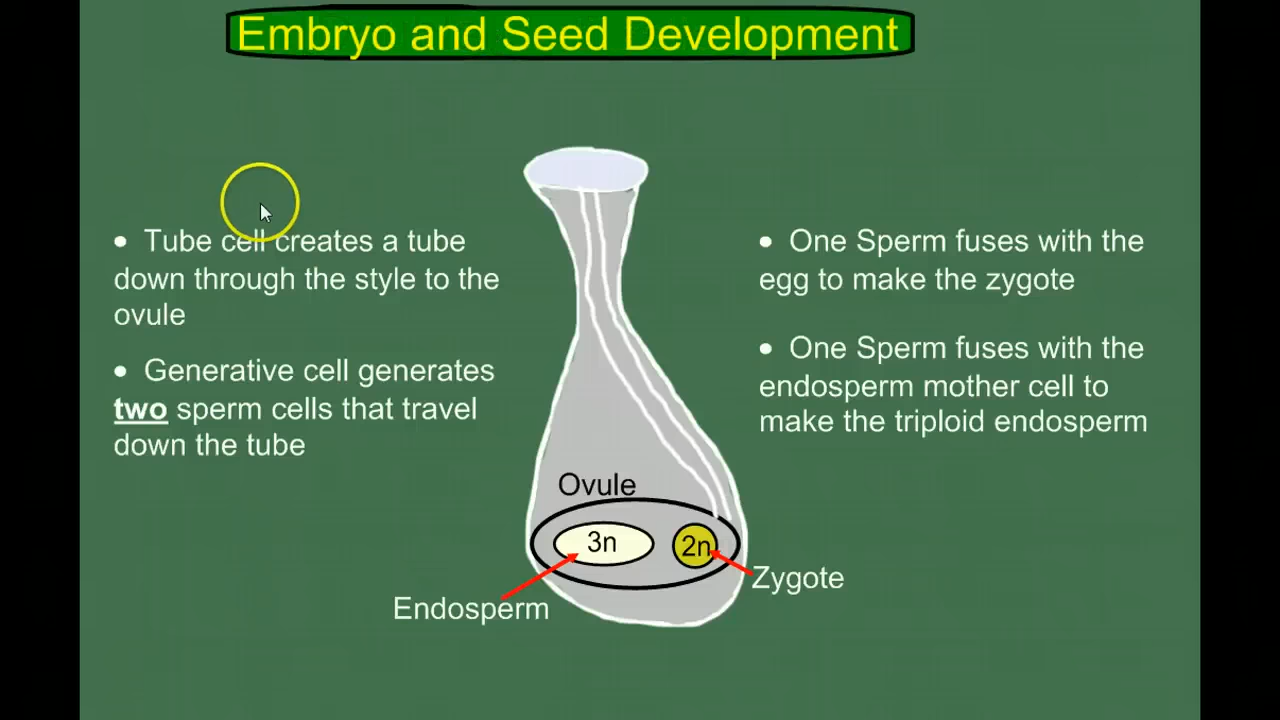 Embryo and Seed Development
• Tube cell creates a tube
down through the style to the
ovule
• Generative cell generates
two sperm cells that travel
down the tube
• One Sperm fuses with the
egg to make the zygote
• One Sperm fuses with the
endosperm mother cell to
make the triploid endosperm
Ovule
3n
2n
Zygote
Endosperm